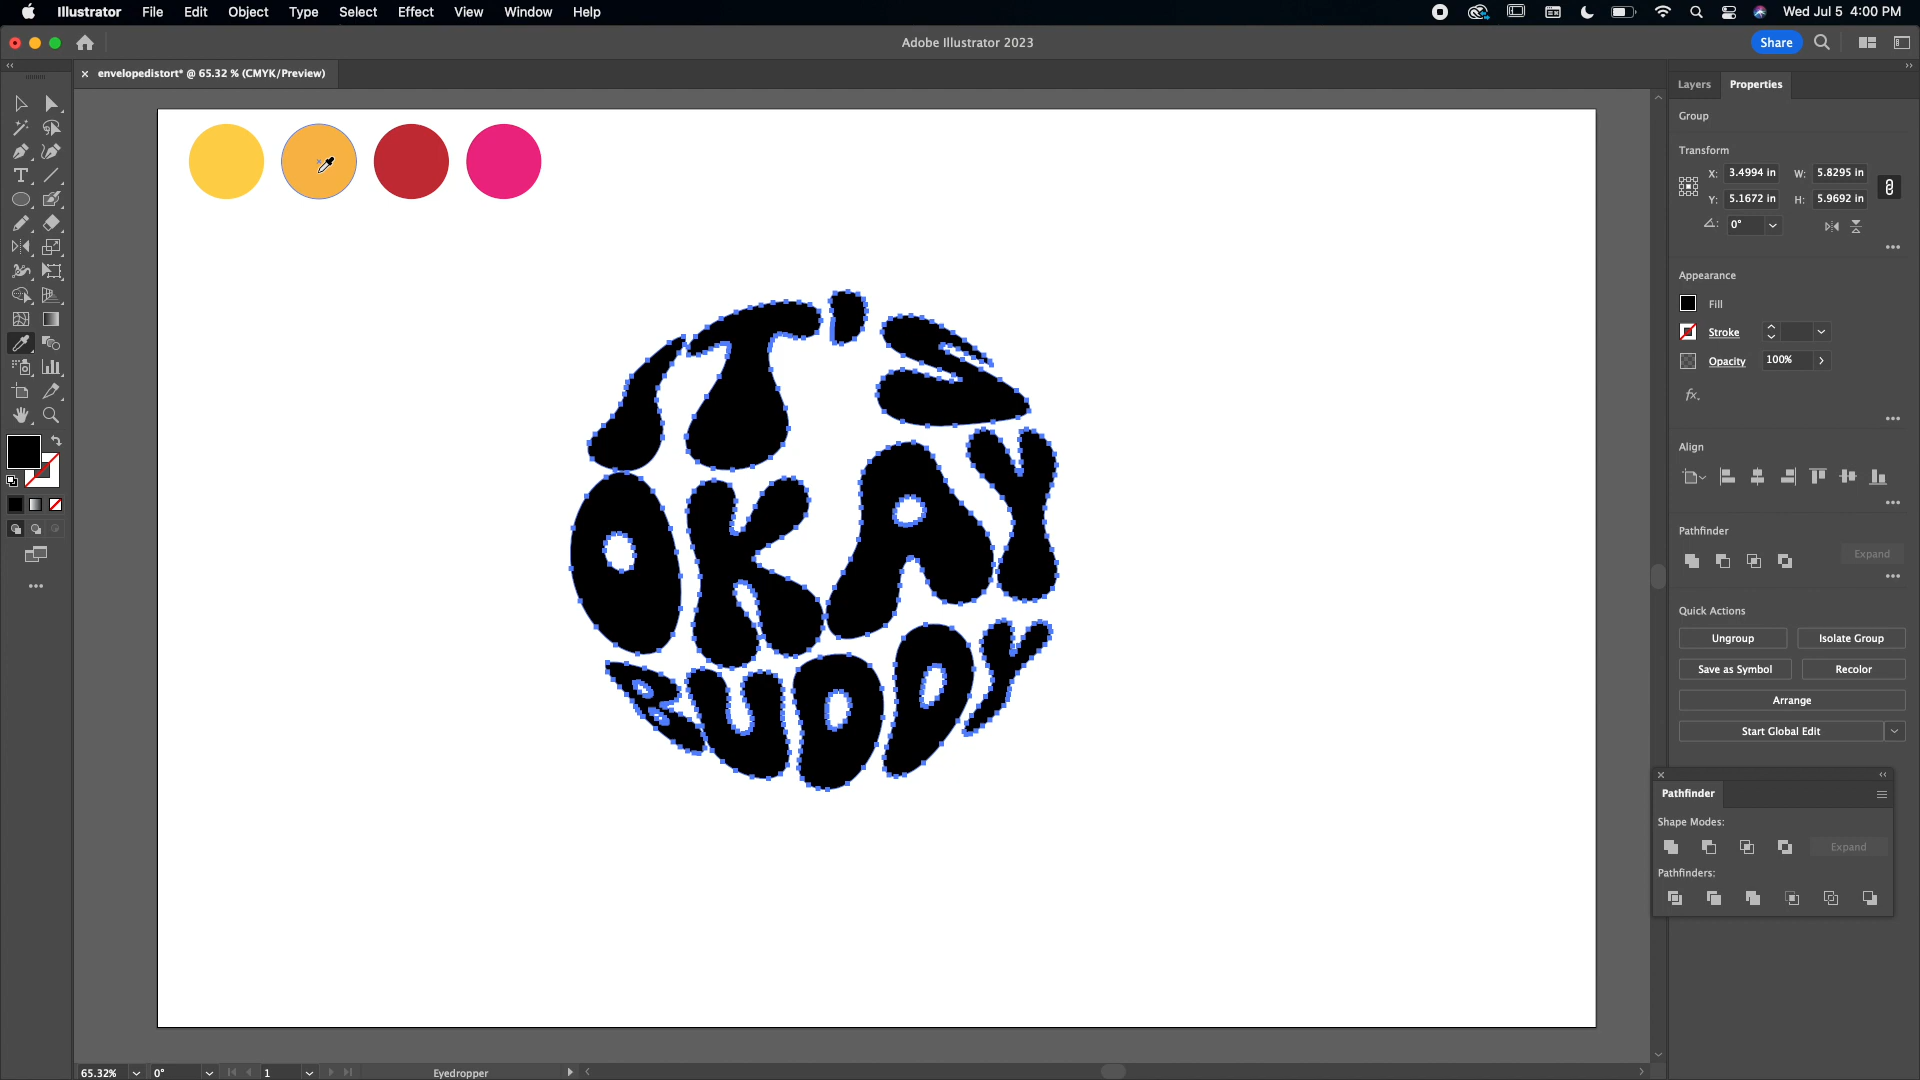 Illustrator File Edit Object Type Select Effect View Window Help Wed Jul 5 4:00 PM
Adobe Illustrator 2023 Share
× envelopedistort* @ 65.32 % (CMYK/Preview)
Layers Properties
Group
Transform
X: 3.4994 in W: 5.8295 in
Y: 5.1672 in H: 5.9692 in
0°
Appearance
Fill
Stroke
Opacity 100%
fx.
Align
Pathfinder
Expand
Quick Actions
Ungroup Isolate Group
Save as Symbol Recolor
Arrange
Start Global Edit
Pathfinder
Shape Modes:
Expand
Pathfinders:
IT'S
OKAY
BUDDY
65.32% 0° 1 Eyedropper